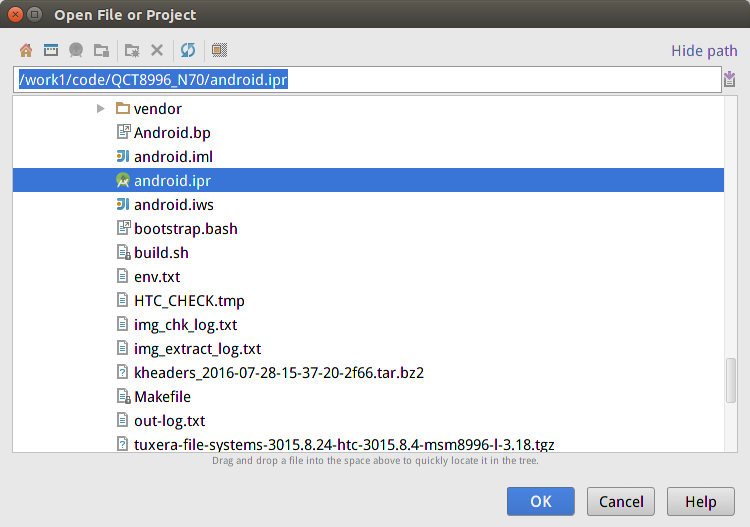 Open File or Project
Hide path
/work1/code/QCT8996_N70/android.ipr
vendor
Android.bp
android.iml
android.ipr
android.iws
bootstrap.bash
build.sh
env.txt
HTC_CHECK.tmp
img_chk_log.txt
img_extract_log.txt
kheaders_2016-07-28-15-37-20-2f66.tar.bz2
Makefile
out-log.txt
tuxera-file-systems-3015.8.24-htc-3015.8.4-msm8996-l-3.18.tgz
Drag and drop a file into the space above to quickly locate it in the tree.
OK Cancel Help